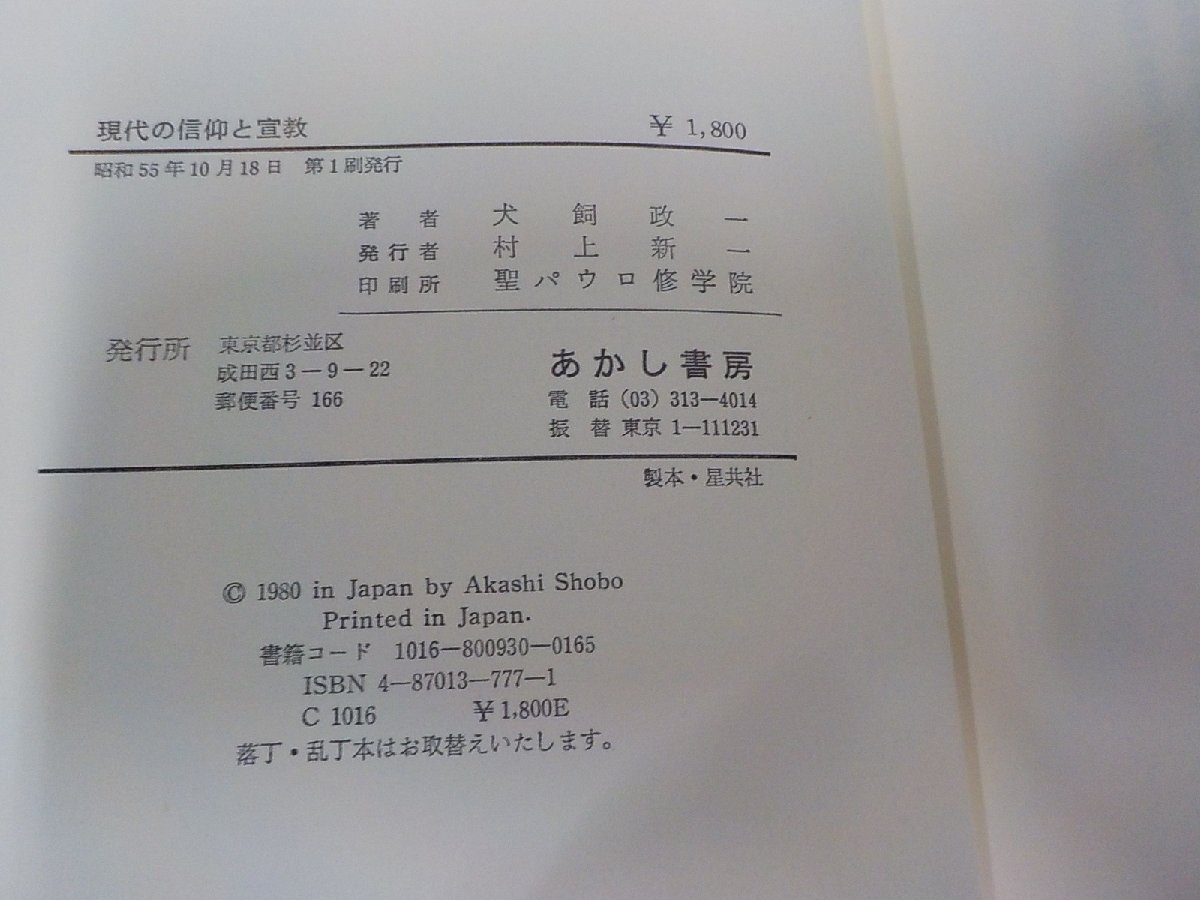 現代の信仰と宣教 ￥1,800
昭和55年10月18日 第1刷発行
著者 犬飼政一
発行者 村上新一
印刷所 聖パウロ修学院
発行所 東京都杉並区
成田西3-9-22
郵便番号 166
あかし書房
電話 (03) 313-4014
振替 東京 1-111231
製本・星共社
© 1980 in Japan by Akashi Shobo
Printed in Japan.
書籍コード 1016-800930-0165
ISBN 4-87013-777-1
C 1016 ￥1,800E
落丁・乱丁本はお取替えいたします。